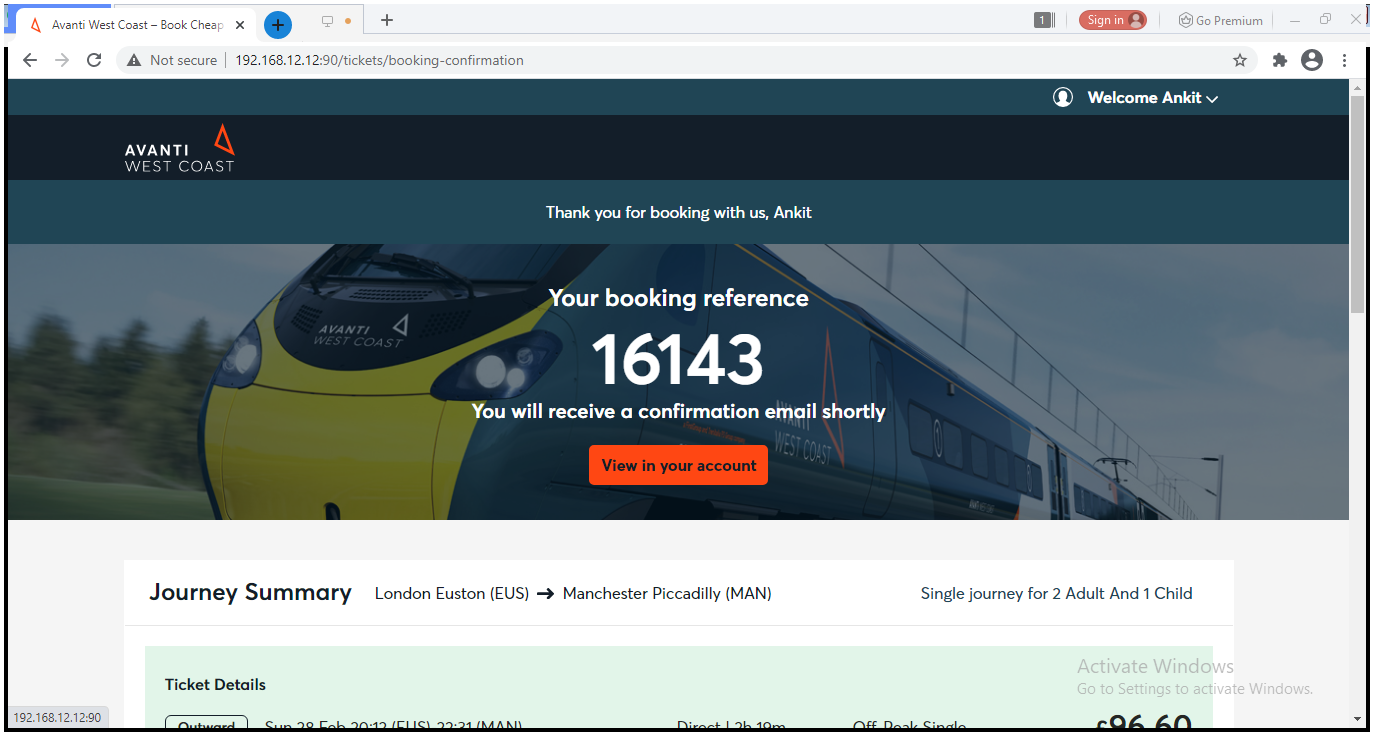 Avanti West Coast – Book Cheap
1
Sign in
Go Premium
Not secure
192.168.12.12:90/tickets/booking-confirmation
Welcome Ankit
AVANTI
WEST COAST
Thank you for booking with us, Ankit
AVANTI
WEST COAST
Your booking reference
16143
You will receive a confirmation email shortly
AVANTI
WEST COAST
View in your account
Journey Summary
London Euston (EUS) → Manchester Piccadilly (MAN)
Single journey for 2 Adult And 1 Child
Activate Windows
Go to Settings to activate Windows.
Ticket Details
Outward
Sun 28 Feb 20:12 (EUS)-22:31 (MAN)
Direct | 2h 19m
Off-Peak Single
£96.60
192.168.12.12:90